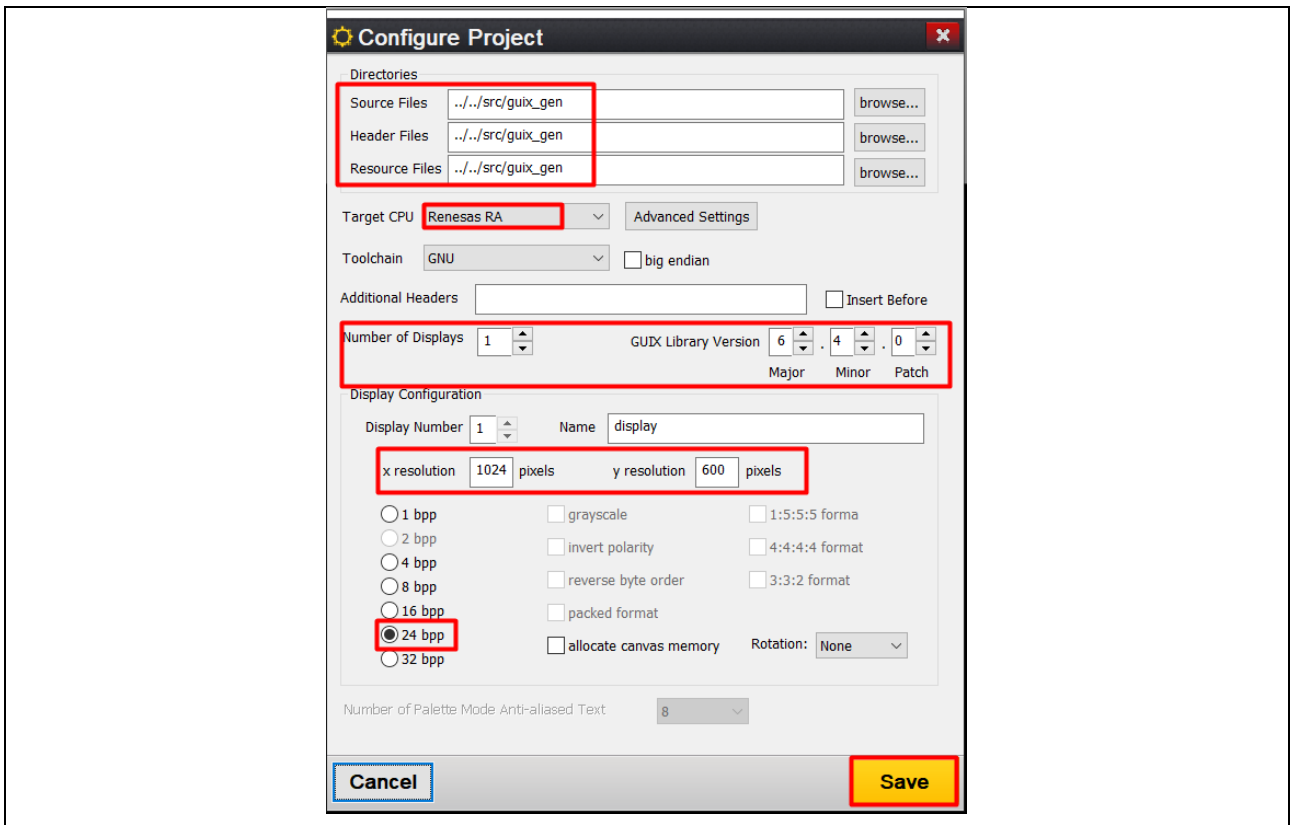 Configure Project
Directories
Source Files ../../src/guix_gen browse...
Header Files ../../src/guix_gen browse...
Resource Files ../../src/guix_gen browse...
Target CPU Renesas RA Advanced Settings
Toolchain GNU big endian
Additional Headers Insert Before
Number of Displays 1 GUIX Library Version 6 . 4 . 0
Major Minor Patch
Display Configuration
Display Number 1 Name display
x resolution 1024 pixels y resolution 600 pixels
1 bpp grayscale 1:5:5:5 forma
2 bpp invert polarity 4:4:4:4 format
4 bpp
8 bpp reverse byte order 3:3:2 format
16 bpp packed format
24 bpp allocate canvas memory Rotation: None
32 bpp
Number of Palette Mode Anti-aliased Text 8
Cancel Save